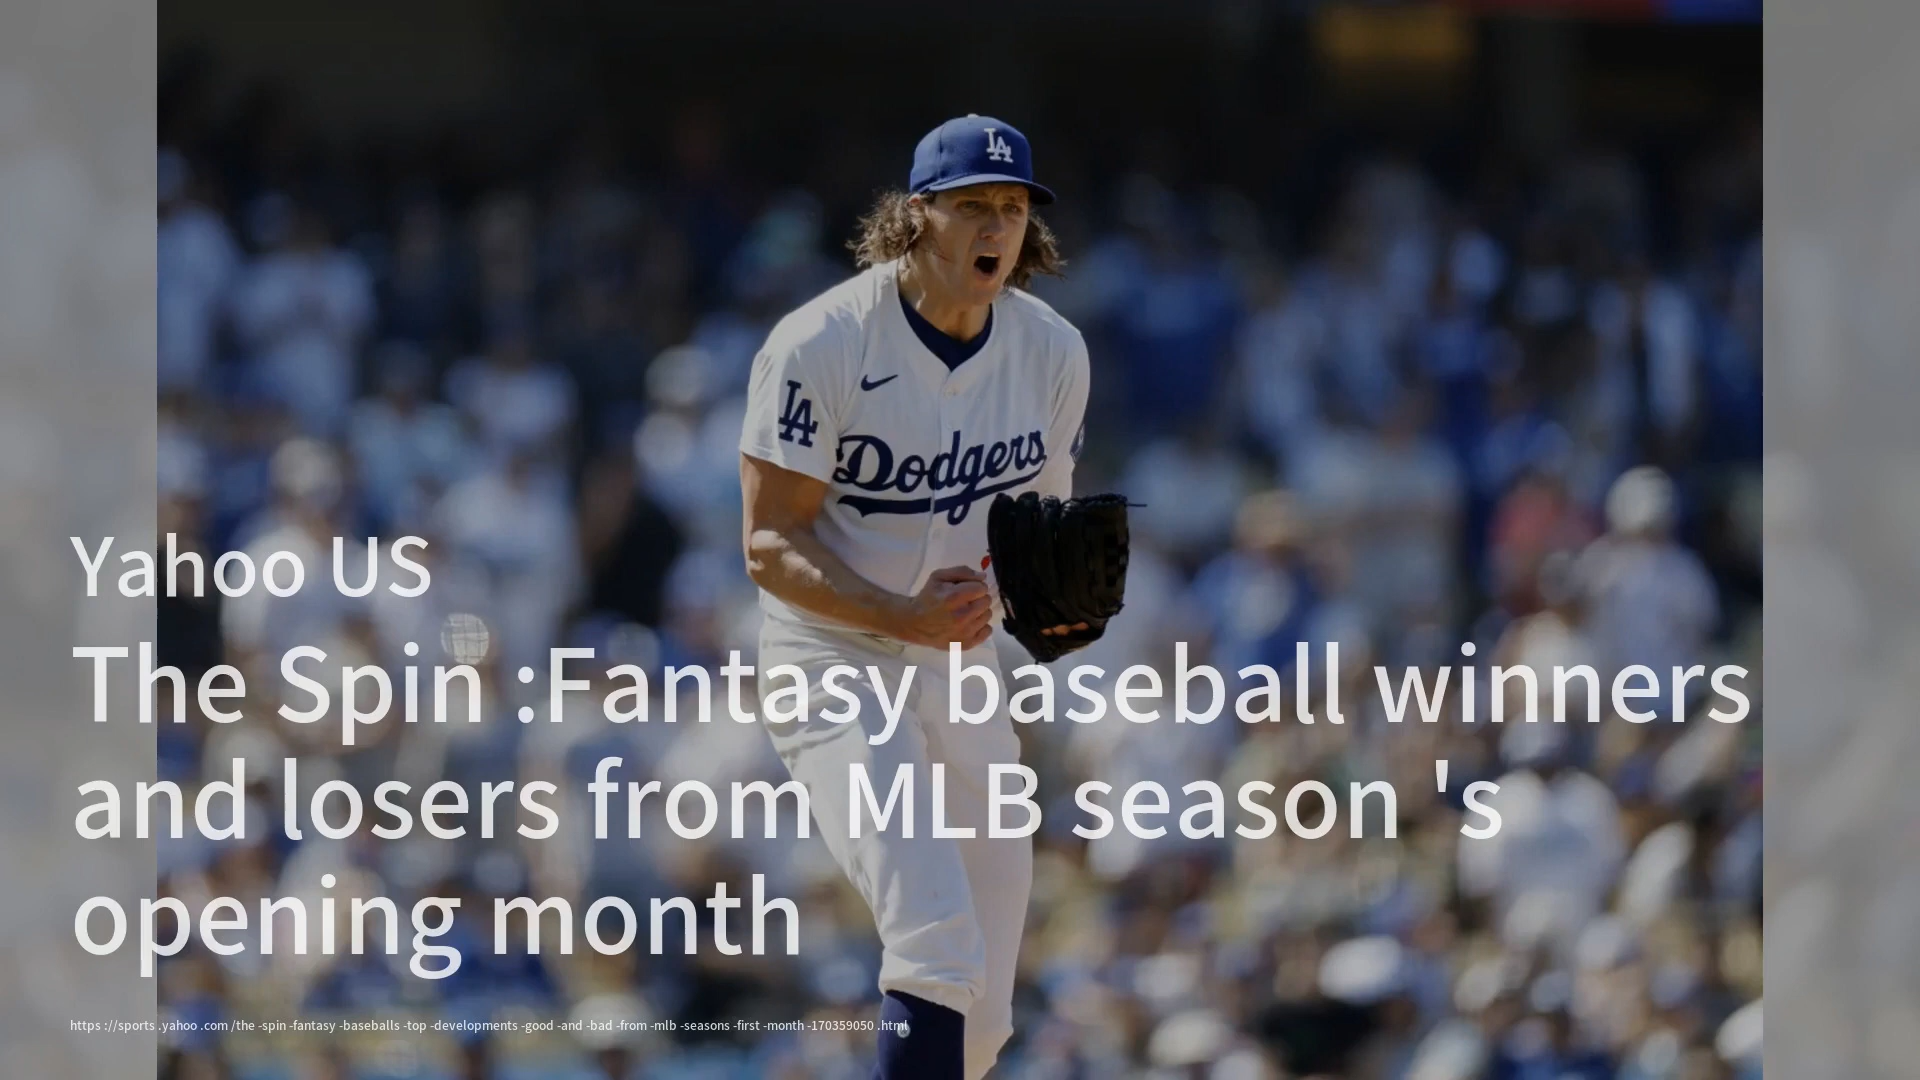 LA
LA
Dodgers
Yahoo US
The Spin :Fantasy baseball winners
and losers from MLB season 's
opening month
https ://sports .yahoo .com /the -spin -fantasy -baseballs -top -developments -good -and -bad -from -mlb -seasons -first -month -170359050 .html